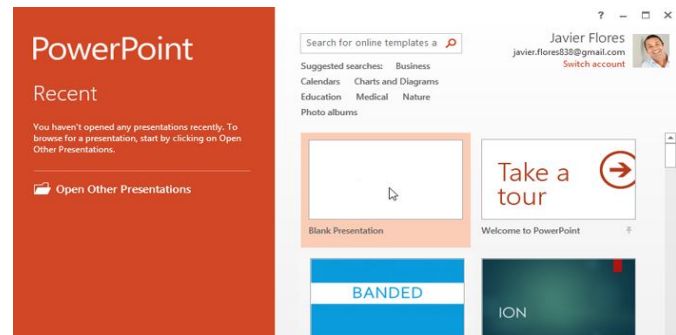 PowerPoint
Recent
You haven't opened any presentations recently. To
browse for a presentation, start by clicking on Open
Other Presentations.
Open Other Presentations
?
Search for online templates a
Suggested searches: Business
Calendars Charts and Diagrams
Education Medical Nature
Photo albums
Javier Flores
javier.flores838@gmail.com
Switch account
Blank Presentation
Take a
tour
Welcome to PowerPoint
BANDED
ION